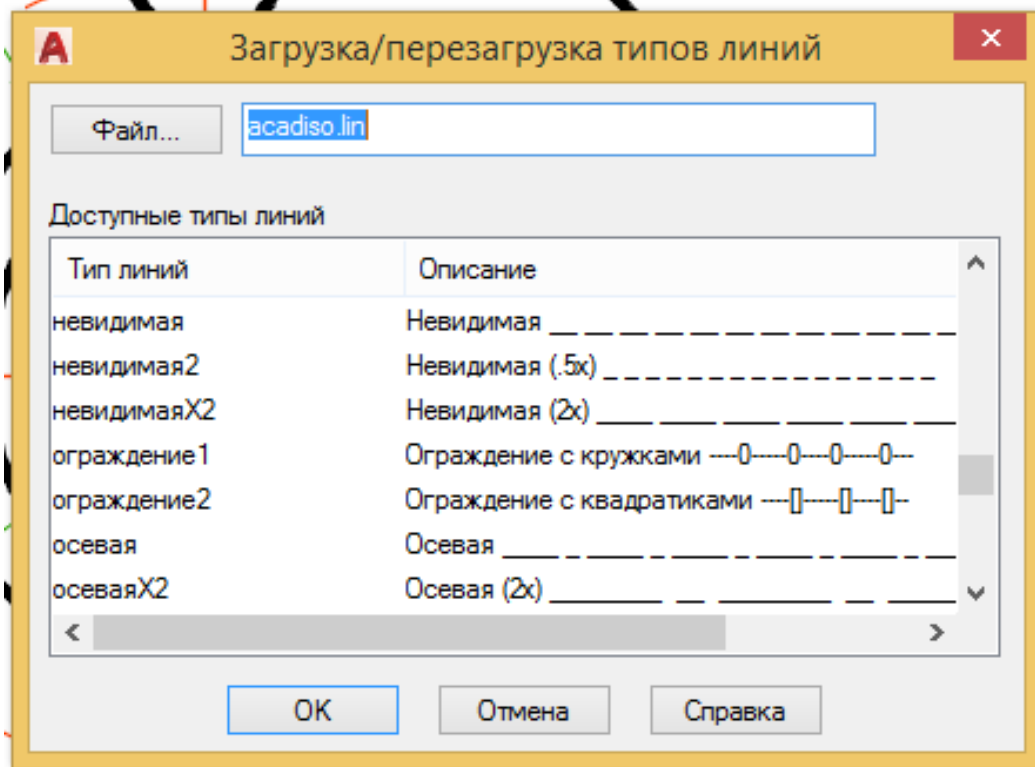 Загрузка/перезагрузка типов линий
Файл... acadiso.lin
Доступные типы линий
Тип линий Описание
невидимая Невидимая __ __ __ __ __ __ __ __ __ __ __ __
невидимая2 Невидимая (.5x) _ _ _ _ _ _ _ _ _ _ _ _ _ _ _ _
невидимаяX2 Невидимая (2x) ____ ____ ____ ____ ____ ___
ограждение1 Ограждение с кружками ----0-----0----0-----0---
ограждение2 Ограждение с квадратиками ----[]-----[]----[]--
осевая Осевая ____ _ ____ _ ____ _ ____ _ ____ _ __
осеваяX2 Осевая (2x) ________ __ ________ __ _____
ОК Отмена Справка